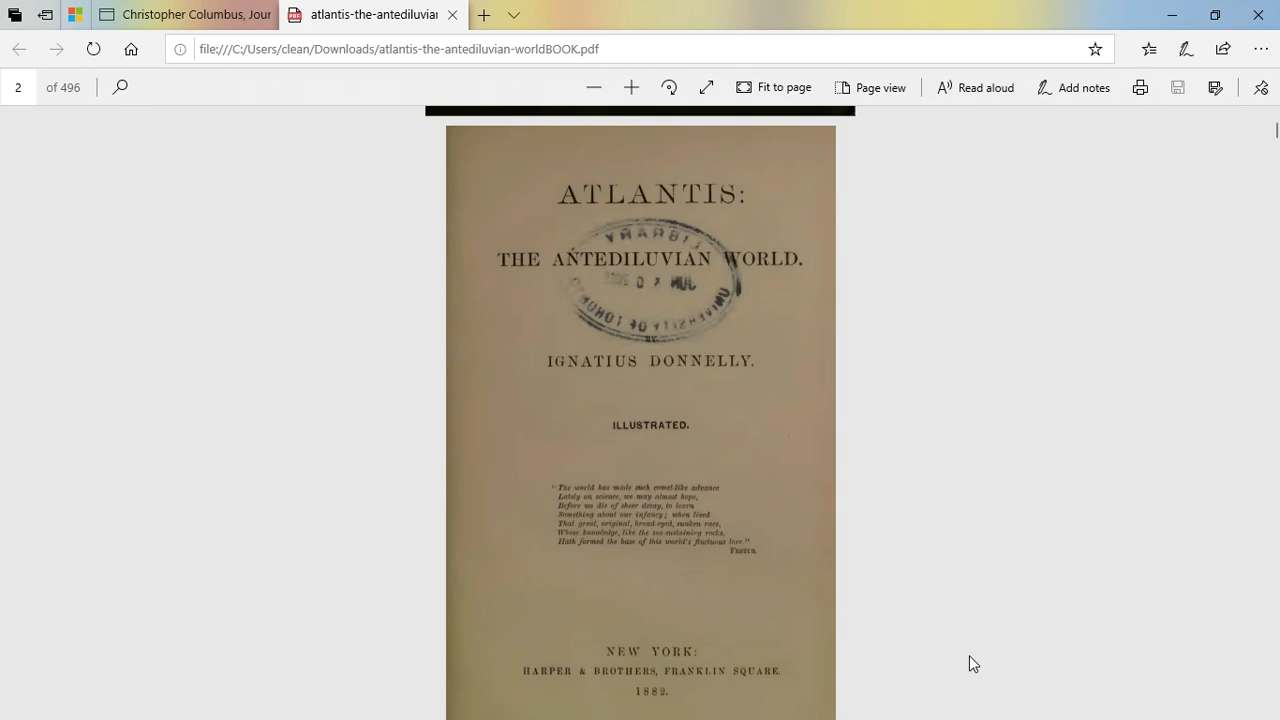 Christopher Columbus, Jour
atlantis-the-antediluvia
file:///C:/Users/clean/Downloads/atlantis-the-antediluvian-worldBOOK.pdf
2 of 496
Fit to page
Page view
Read aloud
Add notes
ATLANTIS:
LIBRARY
THE ANTEDILUVIAN WORLD.
JUN
UNIVERSITY OF TORONTO
BY
IGNATIUS DONNELLY.
ILLUSTRATED.
"The world has made such comet-like advance
Lately on science, we may almost hope,
Before we die of sheer decay, to learn
Something about our infancy; when lived
That great, original, broad-eyed, sunken race,
Whose knowledge, like the sea-sustaining rocks,
Hath formed the base of this world's fluctuous lore."
FESTUS.
NEW YORK:
HARPER & BROTHERS, FRANKLIN SQUARE.
1882.